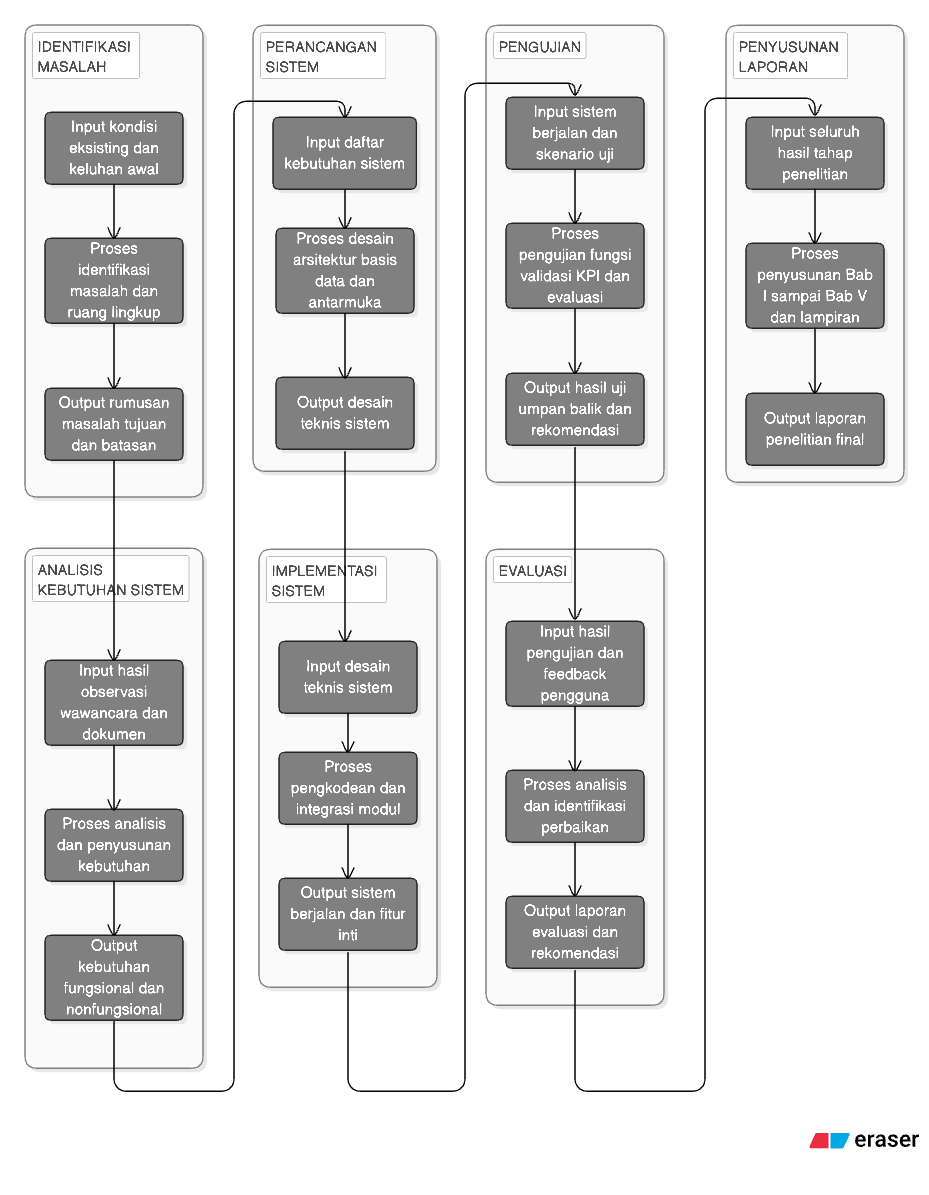 IDENTIFIKASI
MASALAH
Input kondisi
eksisting dan
keluhan awal
Proses
identifikasi
masalah dan
ruang lingkup
Output rumusan
masalah tujuan
dan batasan
ANALISIS
KEBUTUHAN SISTEM
Input hasil
observasi
wawancara dan
dokumen
Proses analisis
dan penyusunan
kebutuhan
Output
kebutuhan
fungsional dan
nonfungsional
PERANCANGAN
SISTEM
Input daftar
kebutuhan sistem
Proses desain
arsitektur basis
data dan
antarmuka
Output desain
teknis sistem
IMPLEMENTASI
SISTEM
Input desain
teknis sistem
Proses
pengkodean dan
integrasi modul
Output sistem
berjalan dan fitur
inti
PENGUJIAN
Input sistem
berjalan dan
skenario uji
Proses
pengujian fungsi
validasi KPI dan
evaluasi
Output hasil uji
umpan balik dan
rekomendasi
EVALUASI
Input hasil
pengujian dan
feedback
pengguna
Proses analisis
dan identifikasi
perbaikan
Output laporan
evaluasi dan
rekomendasi
PENYUSUNAN
LAPORAN
Input seluruh
hasil tahap
penelitian
Proses
penyusunan Bab
I sampai Bab V
dan lampiran
Output laporan
penelitian final
eraser